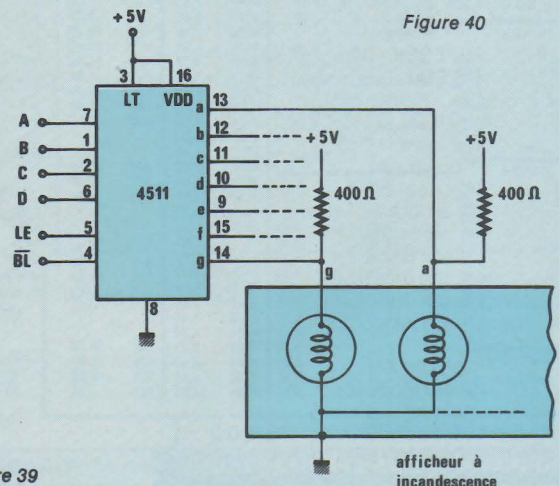 Figure 40
+5V
3 16
LT VDD
A 7
B 1
C 2
D 6
LE 5
BL 4
4511
8
a 13
b 12
c 11
d 10
e 9
f 15
g 14
+5V
400 Ω
g
+5V
400 Ω
a
afficheur à
incandescence
re 39